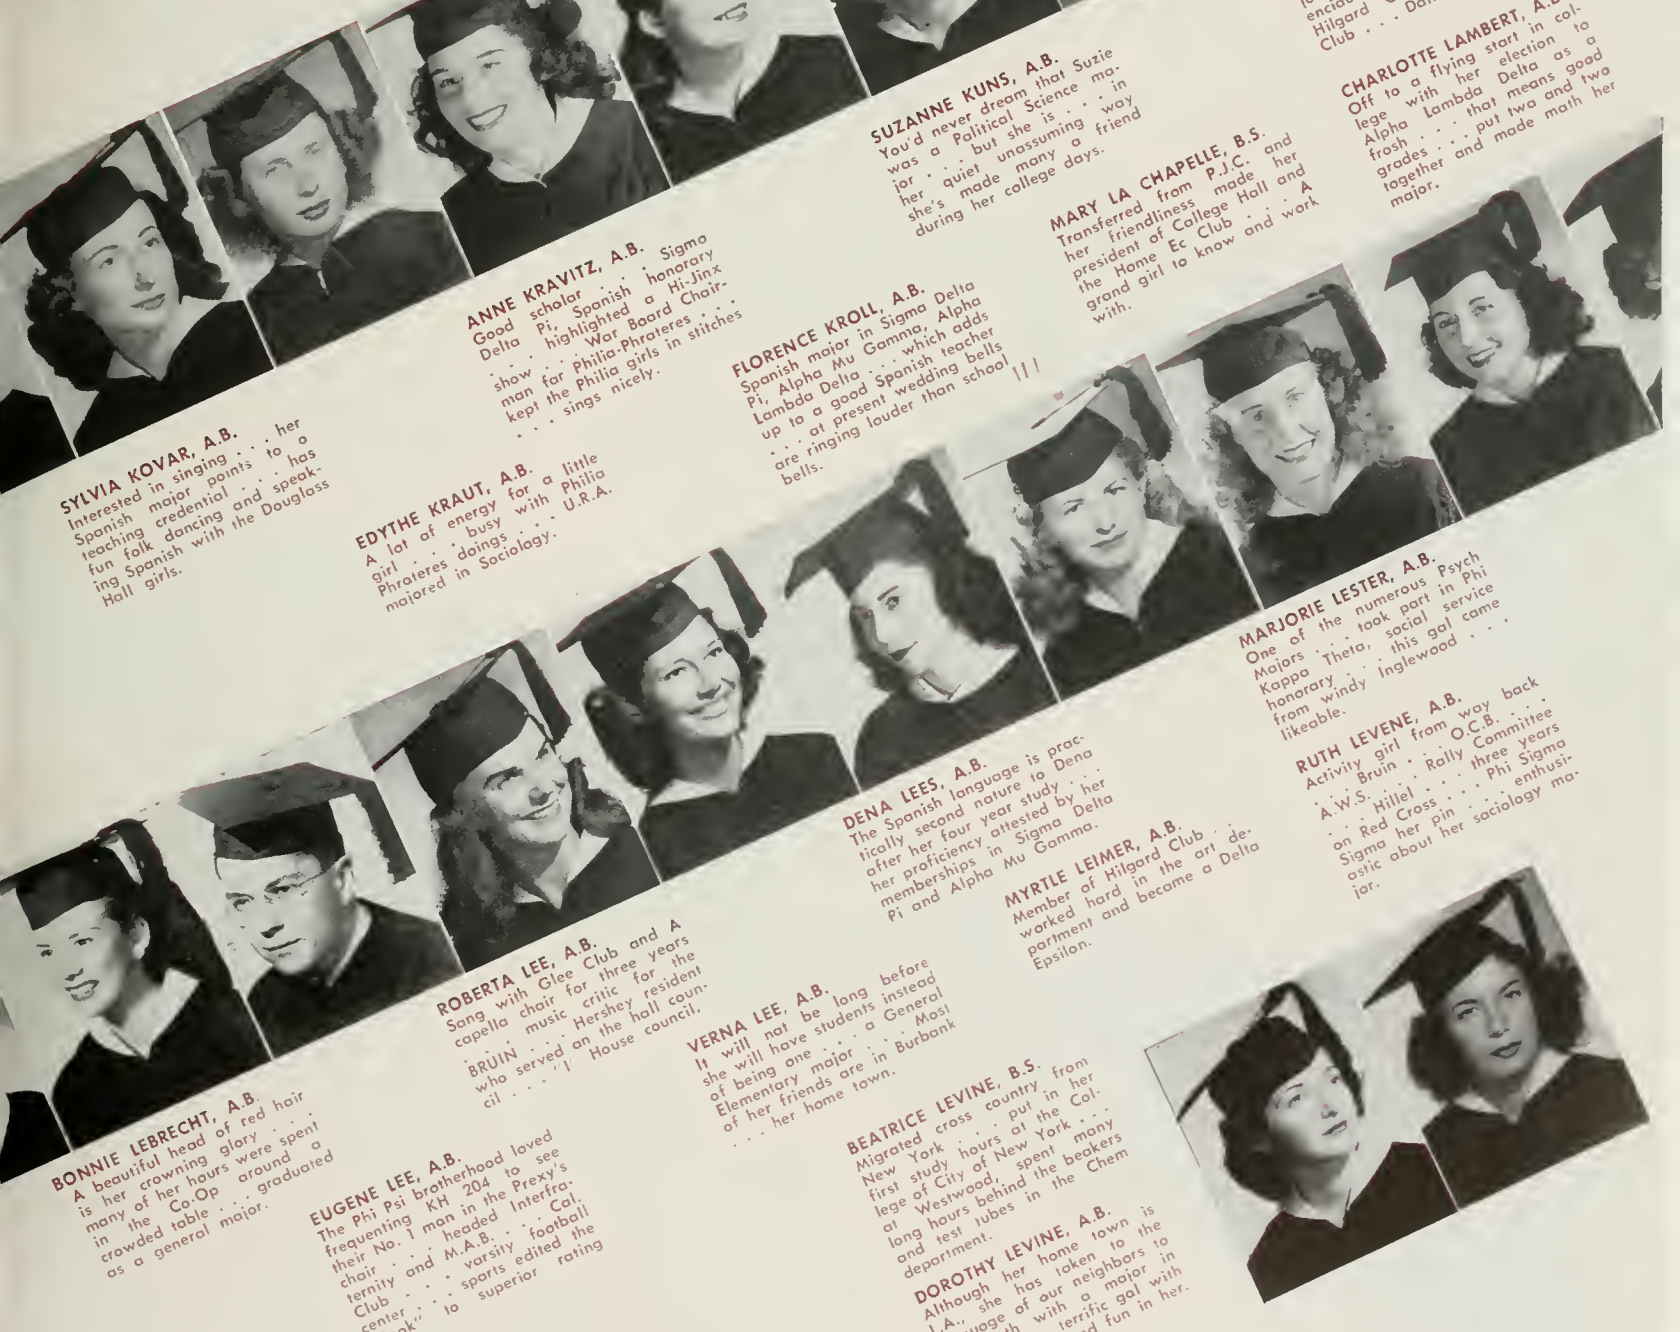 SYLVIA KOVAR, A.B.
Interested in singing . . . her
Spanish major points to a
teaching credential . . . has
fun folk dancing and speak-
ing Spanish with the Douglass
Hall girls.
EDYTHE KRAUT, A.B.
A lot of energy for a little
girl . . . busy with Philia
Phrateres doings . . . U.R.A.
majored in Sociology.
ANNE KRAVITZ, A.B.
Good scholar . . . Sigma
Delta Pi, Spanish honorary
. . . highlighted a Hi-Jinx
show . . . War Board Chair-
man for Philia-Phrateres . . .
kept the Philia girls in stitches
. . . sings nicely.
FLORENCE KROLL, A.B.
Spanish major in Sigma Delta
Pi, Alpha Mu Gamna, Alpha
Lambda Delta . . . which adds
up to a good Spanish teacher
. . . at present wedding bells
are ringing louder than school
bells.
SUZANNE KUNS, A.B.
You'd never dream that Suzie
was a Political Science ma-
jor . . . but she is . . . in
her quiet unassuming way
she's made many a friend
during her college days.
MARY LA CHAPELLE, B.S.
Transferred from P.J.C. and
her friendliness made her
president of College Hall and
the Home Ec Club . . . A
grand girl to know and work
with.
Hilgard
Club . . .
CHARLOTTE LAMBERT, A.B.
Off to a flying start in col-
lege with her election to
Alpha Lambda Delta as a
frosh . . . that means good
grades . . . put two and two
together and made math her
major.
BONNIE LEBRECHT, A.B.
A beautiful head of red hair
is her crowning glory . . .
many of her hours were spent
in the Co-Op around a
crowded table . . . graduated
as a general major.
EUGENE LEE, A.B.
The Phi Psi brotherhood loved
frequenting KH 204 to see
their No. 1 man in the Prexy's
chair . . . headed Interfra-
ternity and M.A.B. . . . Cal.
Club . . . varsity football
center . . . sparts edited the
to superior rating
ROBERTA LEE, A.B.
Sang with Glee Club and A
capella chair for three years
. . . music critic for the
BRUIN . . . Hershey resident
who served an the hall coun-
cil . . . "I" House council.
VERNA LEE, A.B.
It will not be long before
she will have students instead
of being one . . . a General
Elementary major . . . Most
of her friends are in Burbank
. . . her home town.
DENA LEES, A.B.
The Spanish language is prac-
tically second nature to Dena
after her four year study . . .
her proficiency attested by her
memberships in Sigma Delta
Pi and Alpha Mu Gamma.
MYRTLE LEIMER, A.B.
Member of Hilgard Club . . .
worked hard in the art de-
partment and became a Delta
Epsilon.
MARJORIE LESTER, A.B.
One of the numerous Psych
Majors . . . took part in Phi
Kappa Theta, social service
honorary . . . this gal came
from windy Inglewood . . .
likeable.
RUTH LEVENE, A.B.
Activity girl from way back
. . . Bruin . . . O.C.B. . . .
A.W.S. . . . Rally Committee
. . . Hillel . . . three years
on Red Cross . . . Phi Sigma
Sigma her pin . . . enthusi-
astic about her saciology ma-
jor.
BEATRICE LEVINE, B.S.
Migrated cross country from
New York . . . put in her
first study hours at the Col-
lege of City of New York . . .
at Westwood, spent many
long hours behind the beakers
and test tubes in the Chem
department.
DOROTHY LEVINE, A.B.
Although her home town is
L.A., she has taken to the
of our neighbors to
with a major in
terrific gal with
fun in her.